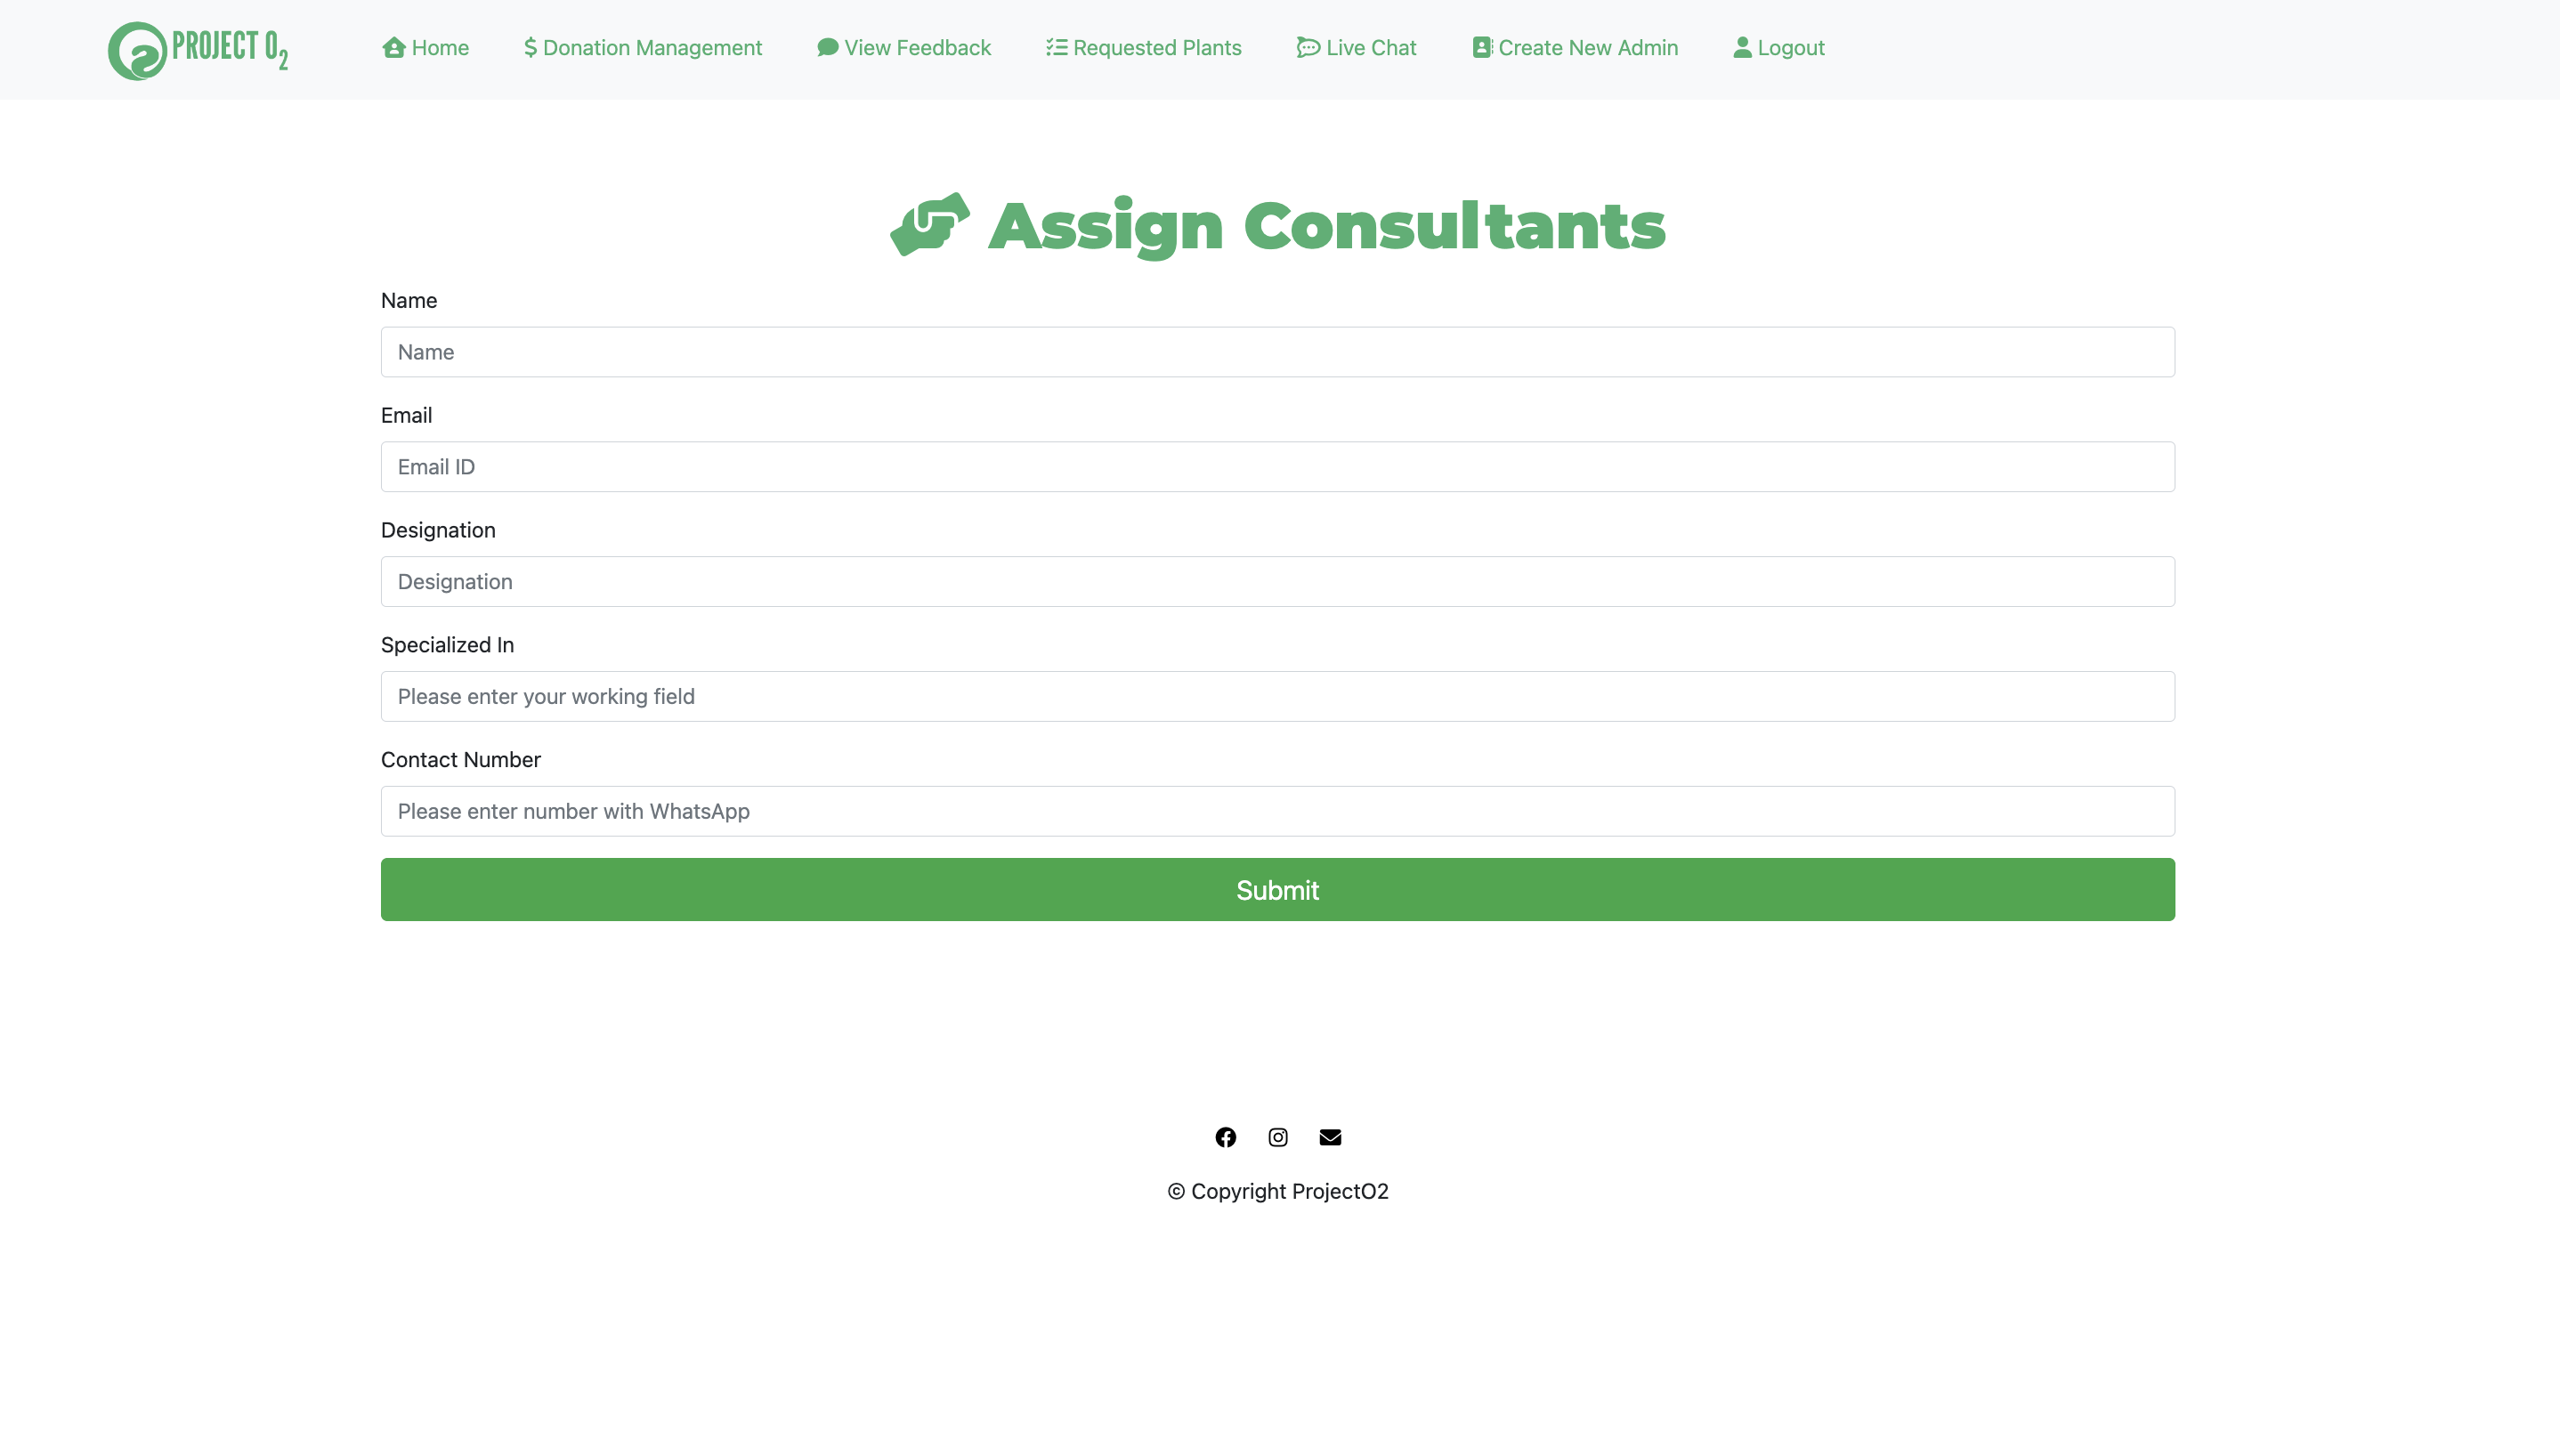 PROJECT O2
Home
Donation Management
View Feedback
Requested Plants
Live Chat
Create New Admin
Logout
Assign Consultants
Name
Name
Email
Email ID
Designation
Designation
Specialized In
Please enter your working field
Contact Number
Please enter number with WhatsApp
Submit
© Copyright ProjectO2